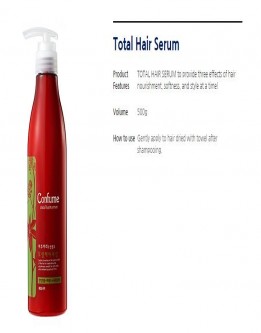 Total Hair Serum
Product Features
TOTAL HAIR SERUM to provide three effects of hair
nourishment, softness, and style at a time!
Volume
500g
How to use
Gently apply to hair dried with towel after
shampooing.
Confume